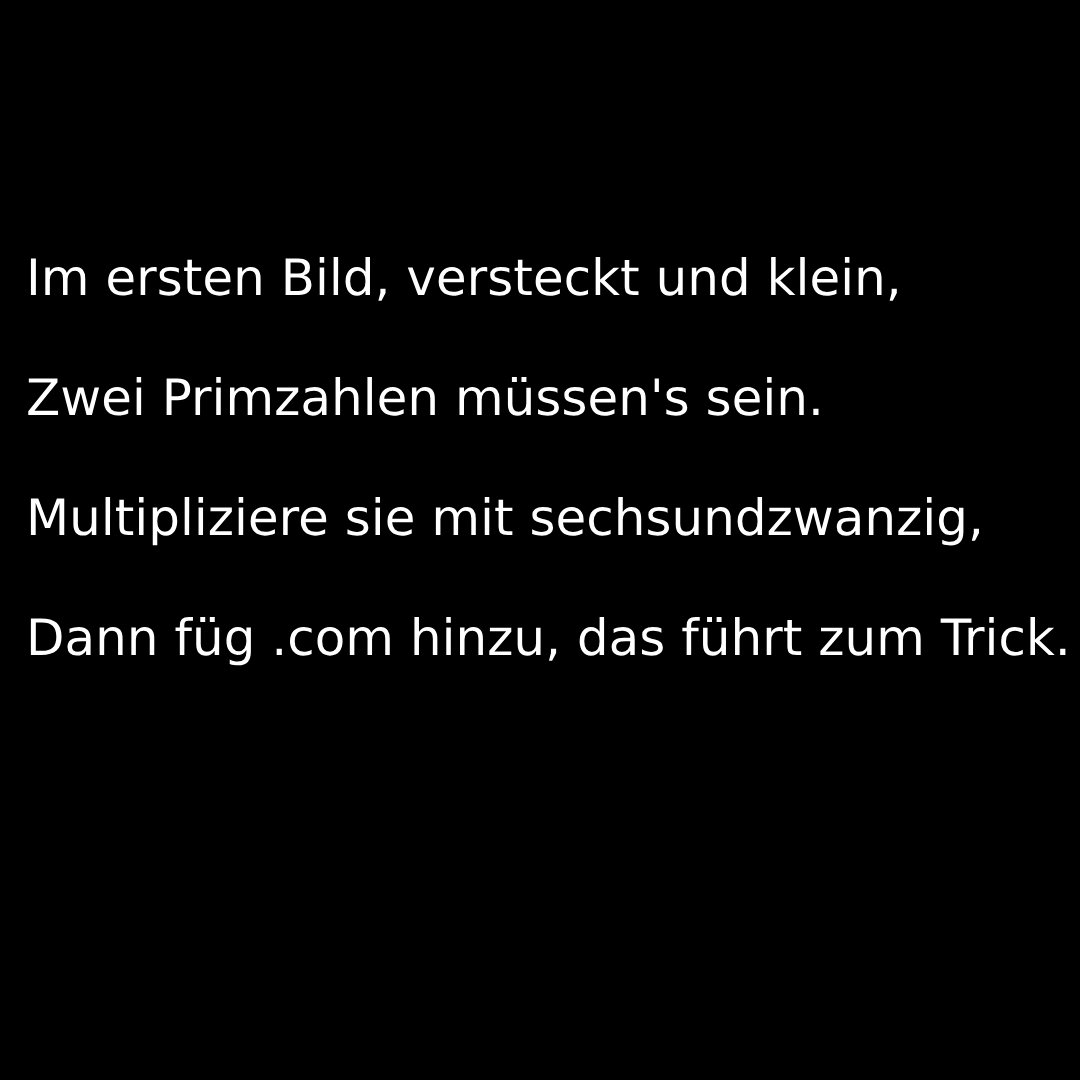 Im ersten Bild, versteckt und klein,
Zwei Primzahlen müssen's sein.
Multipliziere sie mit sechsundzwanzig,
Dann füg .com hinzu, das führt zum Trick.